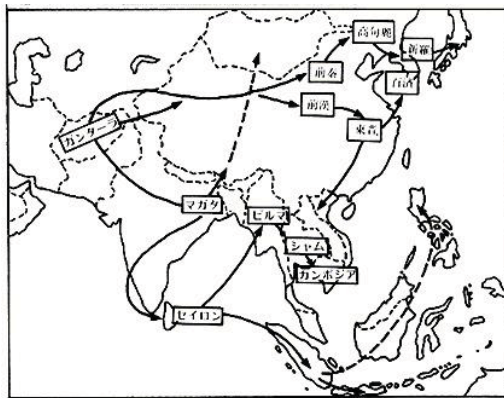 高句麗
新羅
前秦
百済
前漢
ガンダーラ
東晋
マガダ
ビルマ
シャム
カンボジア
セイロン